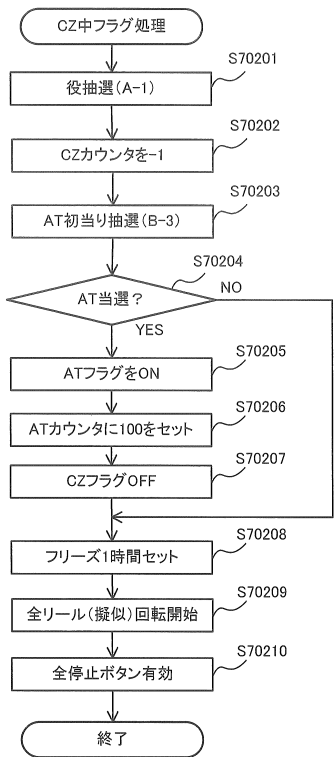 CZ中フラグ処理
S70201
役抽選(A-1)
S70202
CZカウンタを-1
S70203
AT初当り抽選(B-3)
S70204
AT当選？
NO
YES
S70205
ATフラグをON
S70206
ATカウンタに100をセット
S70207
CZフラグOFF
S70208
フリーズ1時間セット
S70209
全リール(擬似)回転開始
S70210
全停止ボタン有効
終了